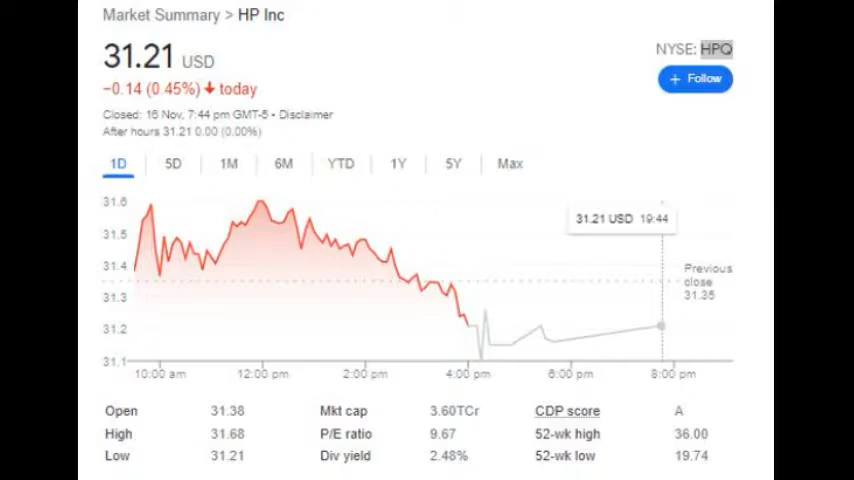 Market Summary > HP Inc
31.21 USD
NYSE: HPQ
−0.14 (0.45%) ↓ today
+ Follow
Closed: 16 Nov, 7:44 pm GMT-5 • Disclaimer
After hours 31.21 0.00 (0.00%)
1D 5D 1M 6M YTD 1Y 5Y Max
31.6
31.5
31.4
31.3
31.2
31.1
31.21 USD 19:44
Previous
close
31.35
10:00 am 12:00 pm 2:00 pm 4:00 pm 6:00 pm 8:00 pm
Open 31.38 Mkt cap 3.60TCr CDP score A
High 31.68 P/E ratio 9.67 52-wk high 36.00
Low 31.21 Div yield 2.48% 52-wk low 19.74